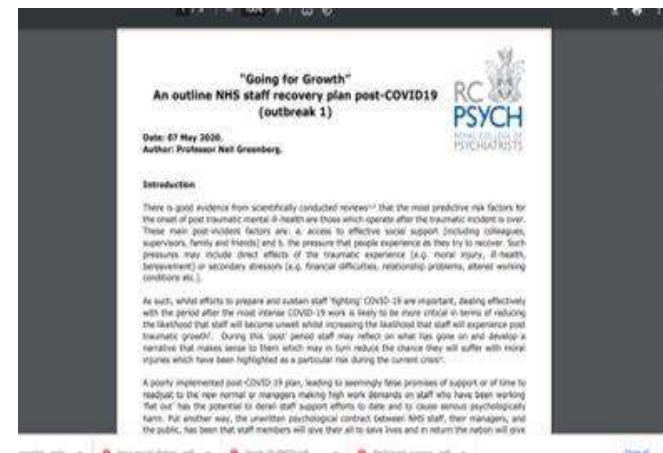 "Going for Growth"
An outline NHS staff recovery plan post-COVID19
(outbreak 1)
RC
PSYCH
ROYAL COLLEGE OF
PSYCHIATRISTS
Date: 07 May 2020.
Author: Professor Neil Greenberg.
Introduction
There is good evidence from scientifically conducted reviews that the most predictive risk factors for
the onset of post traumatic mental ill-health are those which operate after the traumatic incident is over.
These main post-incident factors are: a. access to effective social support [including colleagues,
supervisors, family and friends] and b. the pressure that people experience as they try to recover. Such
pressures may include direct effects of the traumatic experience [e.g. moral injury, ill-health,
bereavement] or secondary stressors [e.g. financial difficulties, relationship problems, altered working
conditions etc.].
As such, whilst efforts to prepare and sustain staff 'fighting' COVID-19 are important, dealing effectively
with the period after the most intense COVID-19 work is likely to be more critical in terms of reducing
the likelihood that staff will become unwell whilst increasing the likelihood that staff will experience post
traumatic growth. During this 'post' period staff may reflect on what has gone on and develop a
narrative that makes sense to them which may in turn reduce the chance they will suffer with moral
injuries which have been highlighted as a particular risk during the current crisis.
A poorly implemented post-COVID-19 plan, leading to seemingly false promises of support or of time to
readjust to the new normal or managers making high work demands on staff who have been working
'flat out' has the potential to derail staff support efforts to date and to cause serious psychologically
harm. Put another way, the unwritten psychological contract between NHS staff, their managers, and
the public, has been that staff members will give their all to save lives and in return the nation will give